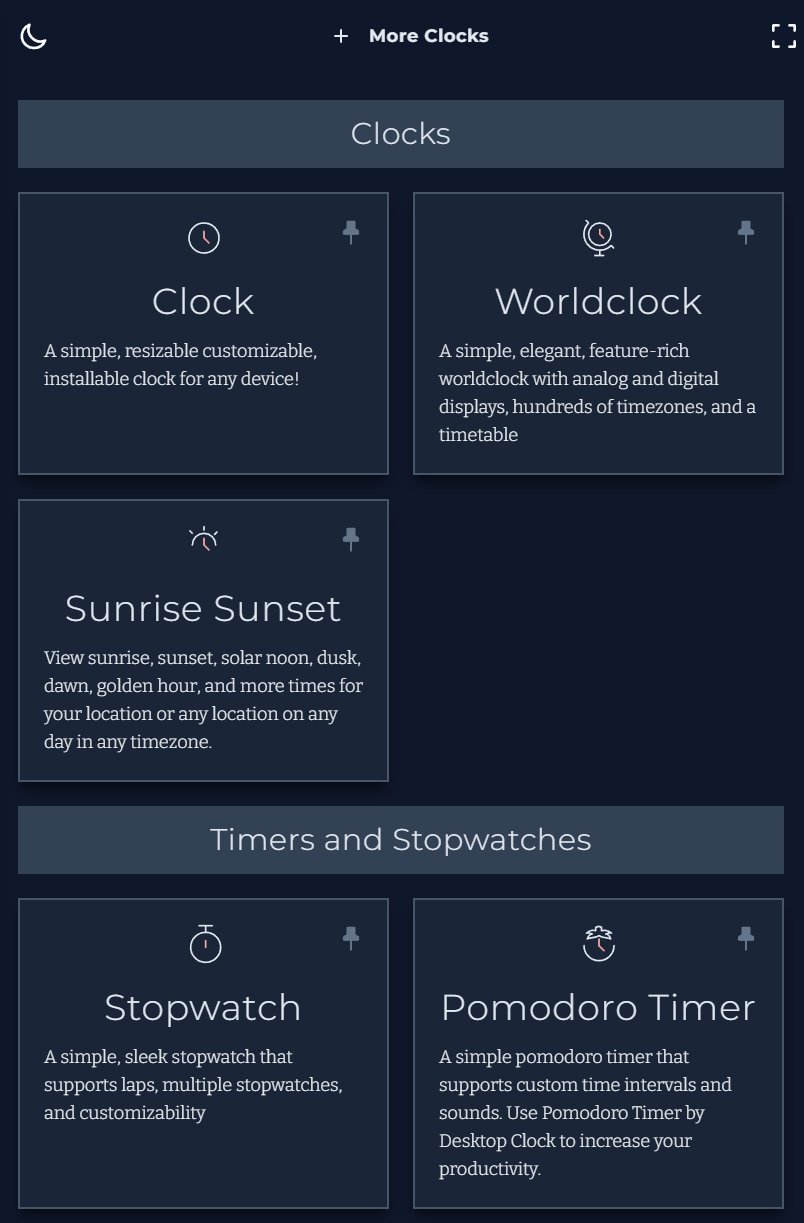 More Clocks
Clocks
Clock
A simple, resizable customizable,
installable clock for any device!
Worldclock
A simple, elegant, feature-rich
worldclock with analog and digital
displays, hundreds of timezones, and a
timetable
Sunrise Sunset
View sunrise, sunset, solar noon, dusk,
dawn, golden hour, and more times for
your location or any location on any
day in any timezone.
Timers and Stopwatches
Stopwatch
A simple, sleek stopwatch that
supports laps, multiple stopwatches,
and customizability
Pomodoro Timer
A simple pomodoro timer that
supports custom time intervals and
sounds. Use Pomodoro Timer by
Desktop Clock to increase your
productivity.